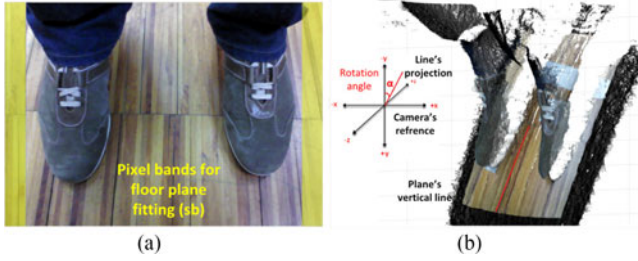 Pixel bands for
floor plane
fitting (sb)
(a)
-Y
Line's
projection
Rotation
angle
α
+z
-x
+x
Camera's
refrence
-z
+y
Plane's
vertical line
(b)